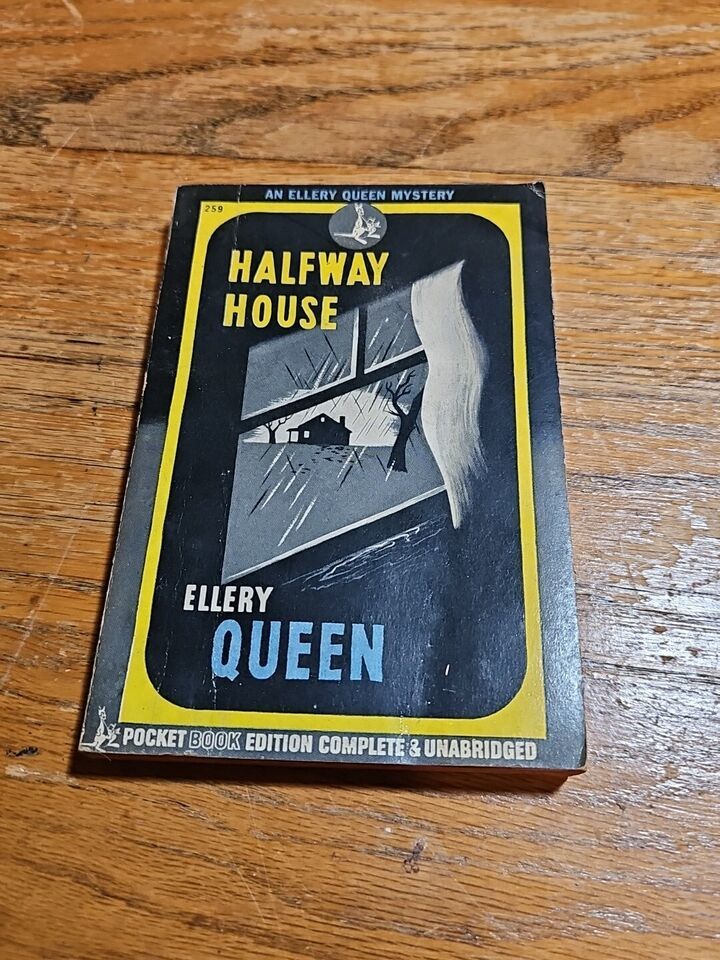 AN ELLERY QUEEN MYSTERY
259
HALFWAY
HOUSE
ELLERY
QUEEN
POCKET BOOK EDITION COMPLETE & UNABRIDGED